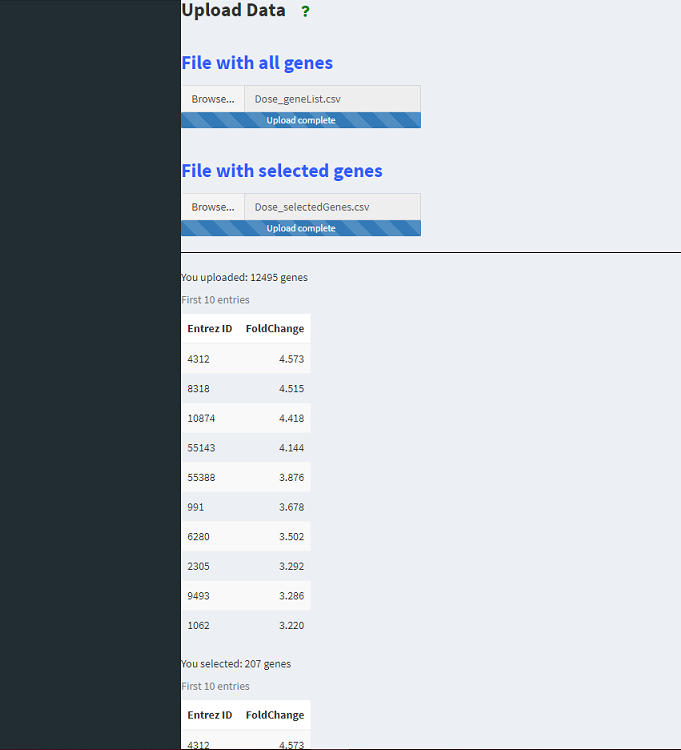 Upload Data ?
File with all genes
Browse... Dose_geneList.csv
Upload complete
File with selected genes
Browse... Dose_selectedGenes.csv
Upload complete
You uploaded: 12495 genes
First 10 entries
Entrez ID FoldChange
4312 4.573
8318 4.515
10874 4.418
55143 4.144
55388 3.876
991 3.678
6280 3.502
2305 3.292
9493 3.286
1062 3.220
You selected: 207 genes
First 10 entries
Entrez ID FoldChange
4312 4.573